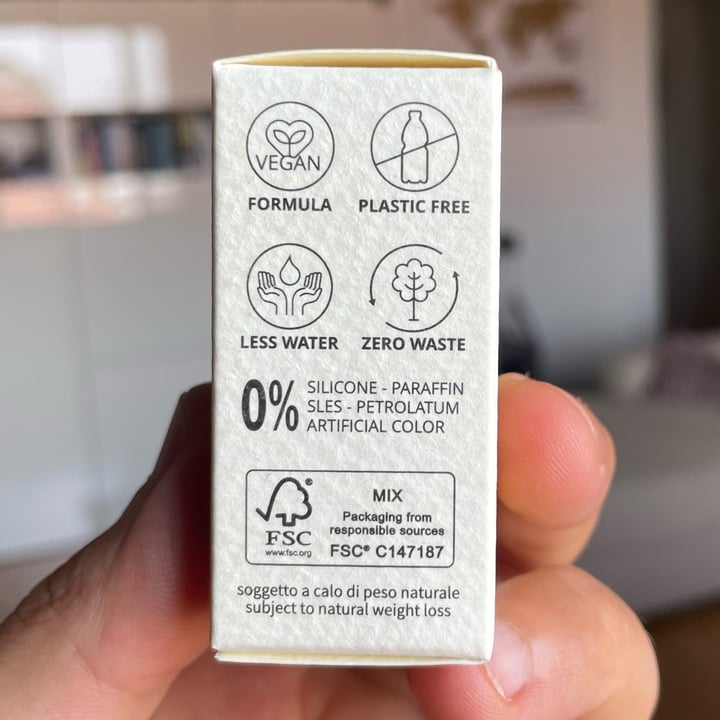 VEGAN
FORMULA
PLASTIC FREE
LESS WATER
ZERO WASTE
0%
SILICONE - PARAFFIN
SLES - PETROLATUM
ARTIFICIAL COLOR
®
FSC
www.fsc.org
MIX
Packaging from
responsible sources
FSC® C147187
soggetto a calo di peso naturale
subject to natural weight loss